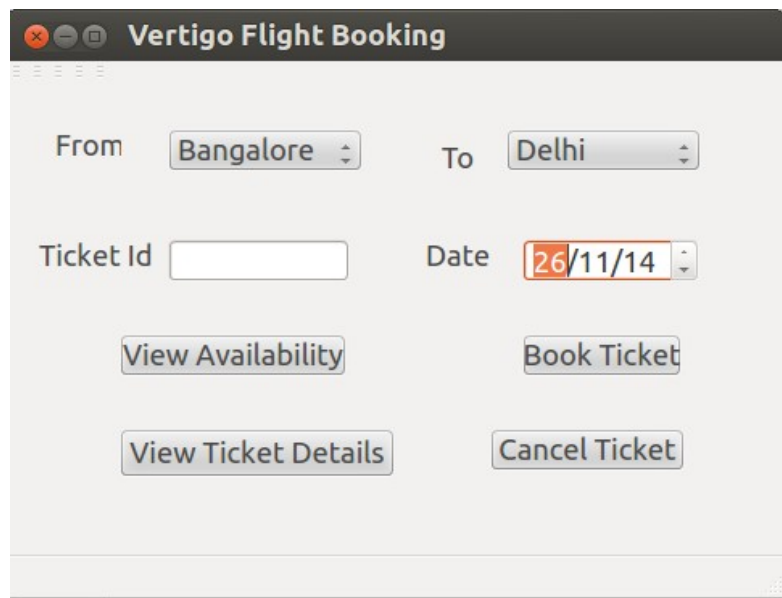 Vertigo Flight Booking
From Bangalore To Delhi
Ticket Id Date 26/11/14
View Availability Book Ticket
View Ticket Details Cancel Ticket